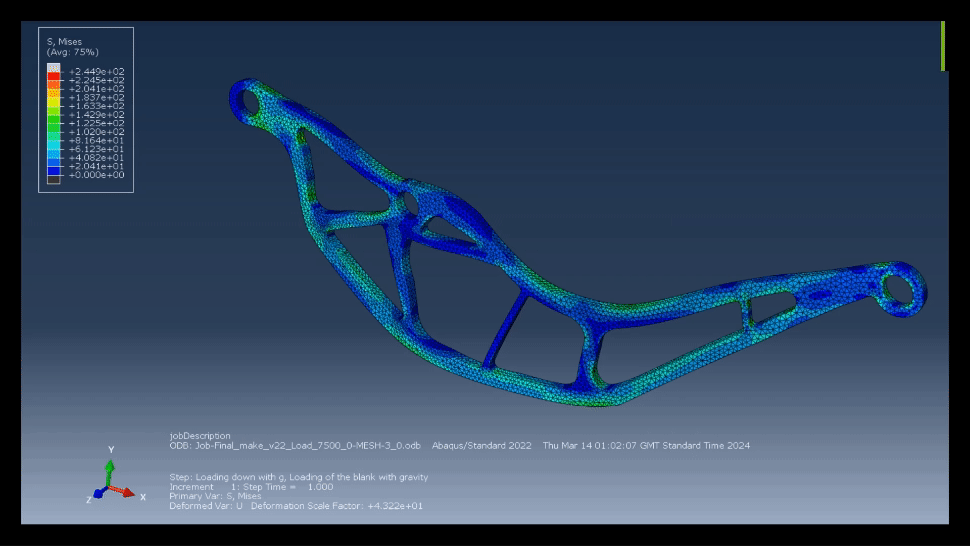 S, Mises
(Avg: 75%)
+2.449e+02
+2.245e+02
+2.041e+02
+1.837e+02
+1.633e+02
+1.429e+02
+1.225e+02
+1.020e+02
+8.164e+01
+6.123e+01
+4.082e+01
+2.041e+01
+0.000e+00
Y
Z
X
jobDescription
ODB: Job-Final_make_v22_Load_7500_0-MESH-3_0.odb Abaqus/Standard 2022 Thu Mar 14 01:02:07 GMT Standard Time 2024
Step: Loading down with g, Loading of the blank with gravity
Increment 1: Step Time = 1.000
Primary Var: S, Mises
Deformed Var: U Deformation Scale Factor: +4.322e+01